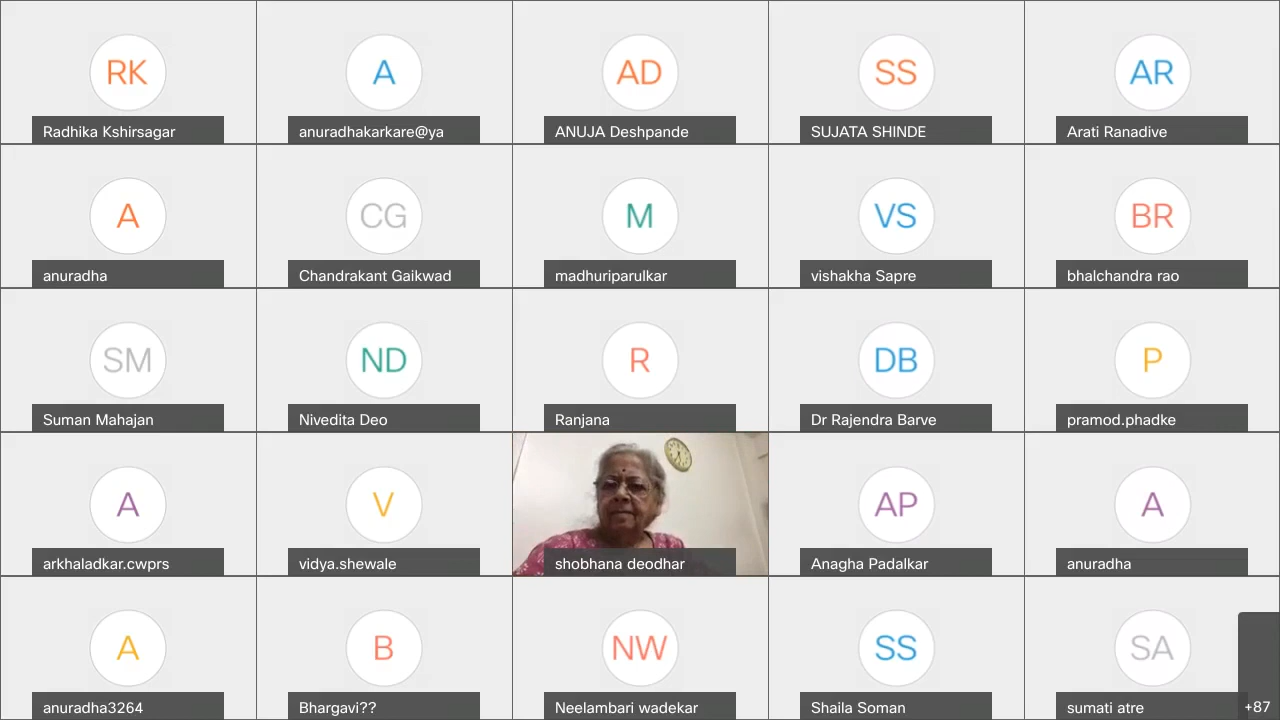 RK
Radhika Kshirsagar
A
anuradhakarkare@ya
AD
ANUJA Deshpande
SS
SUJATA SHINDE
AR
Arati Ranadive
A
anuradha
CG
Chandrakant Gaikwad
M
madhuriparulkar
VS
vishakha Sapre
BR
bhalchandra rao
SM
Suman Mahajan
ND
Nivedita Deo
R
Ranjana
DB
Dr Rajendra Barve
P
pramod.phadke
A
arkhaladkar.cwprs
V
vidya.shewale
shobhana deodhar
AP
Anagha Padalkar
A
anuradha
A
anuradha3264
B
Bhargavi??
NW
Neelambari wadekar
SS
Shaila Soman
SA
sumati atre
+87